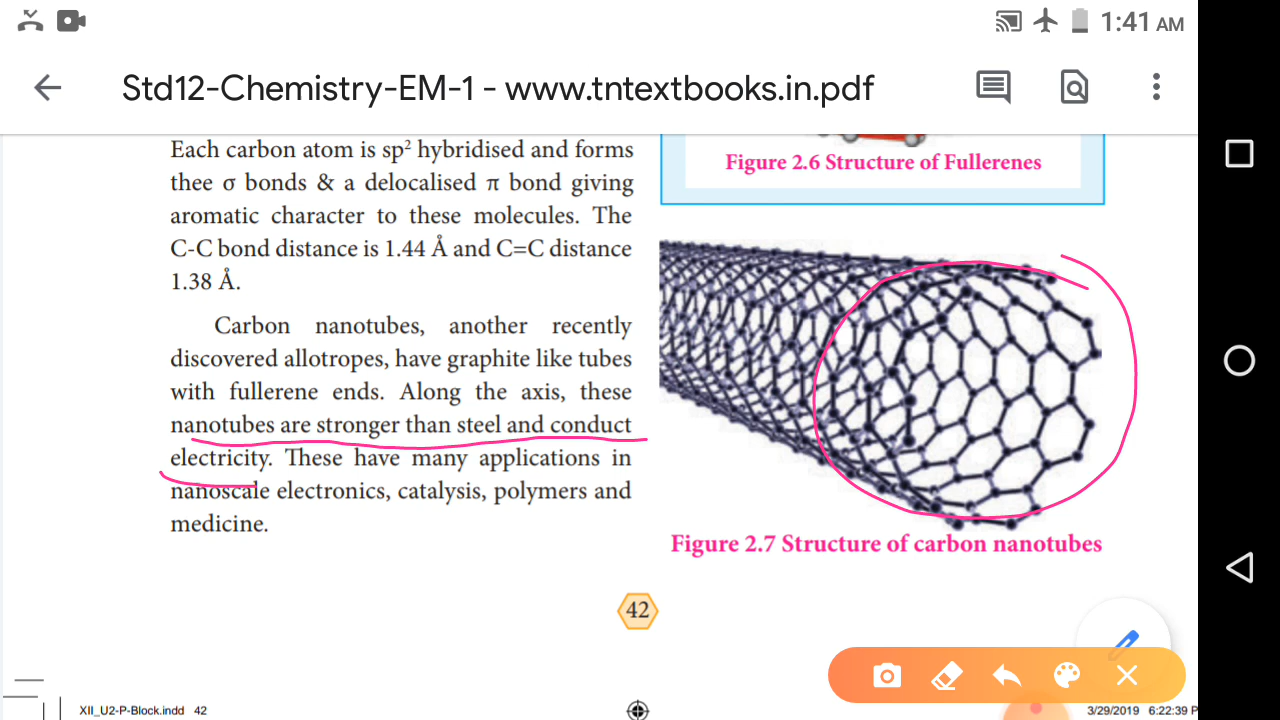 1:41 AM
Std12-Chemistry-EM-1 - www.tntextbooks.in.pdf
Each carbon atom is sp² hybridised and forms
thee σ bonds & a delocalised π bond giving
aromatic character to these molecules. The
C-C bond distance is 1.44 Å and C=C distance
1.38 Å.
Carbon nanotubes, another recently
discovered allotropes, have graphite like tubes
with fullerene ends. Along the axis, these
nanotubes are stronger than steel and conduct
electricity. These have many applications in
nanoscale electronics, catalysis, polymers and
medicine.
Figure 2.6 Structure of Fullerenes
Figure 2.7 Structure of carbon nanotubes
42
XII_U2-P-Block.indd 42
3/29/2019 6:22:39 P